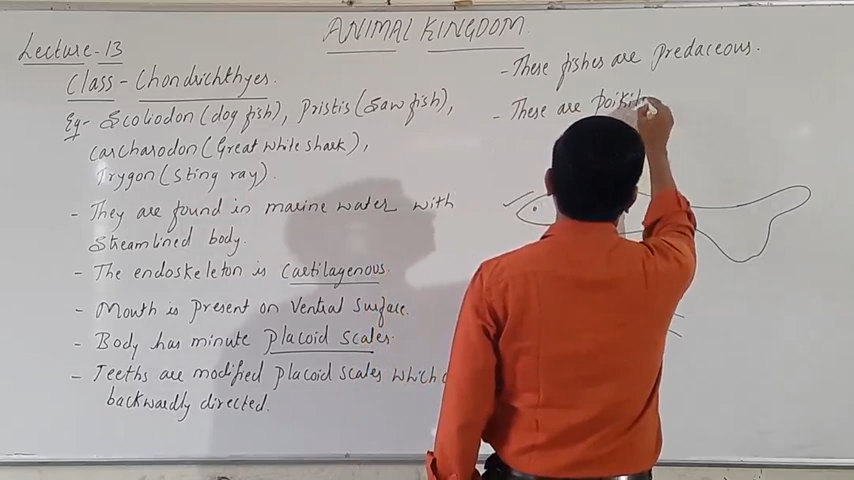 ANIMAL KINGDOM
Lecture-13
Class - Chondrichthyes.
Eg- Scoliodon (dog fish), Pristis (Saw fish),
carcharodon (Great white shark),
Trygon (Sting ray).
- They are found in marine water with
streamlined body.
- The endoskeleton is Cartilagenous.
- Mouth is present on Ventral Surface.
- Body has minute placoid scales.
- Teeths are modified placoid scales which
backwardly directed.
- These fishes are predaceous.
- These are poikil